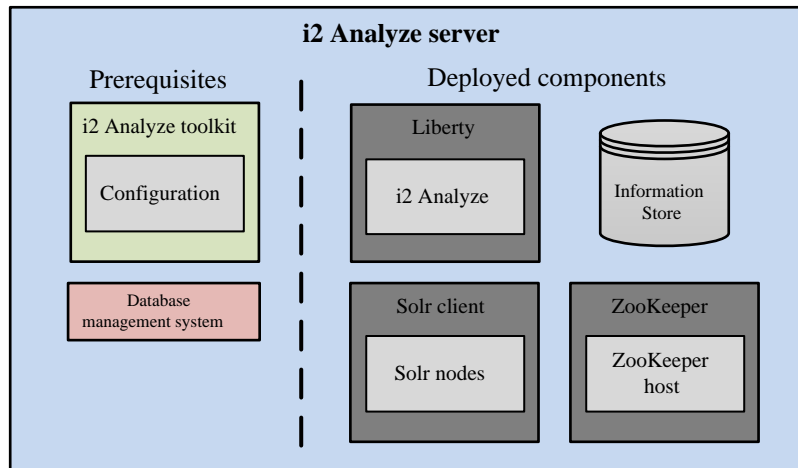 i2 Analyze server
Prerequisites
Deployed components
i2 Analyze toolkit
Configuration
Database
management system
Liberty
i2 Analyze
Information
Store
Solr client
Solr nodes
ZooKeeper
ZooKeeper
host